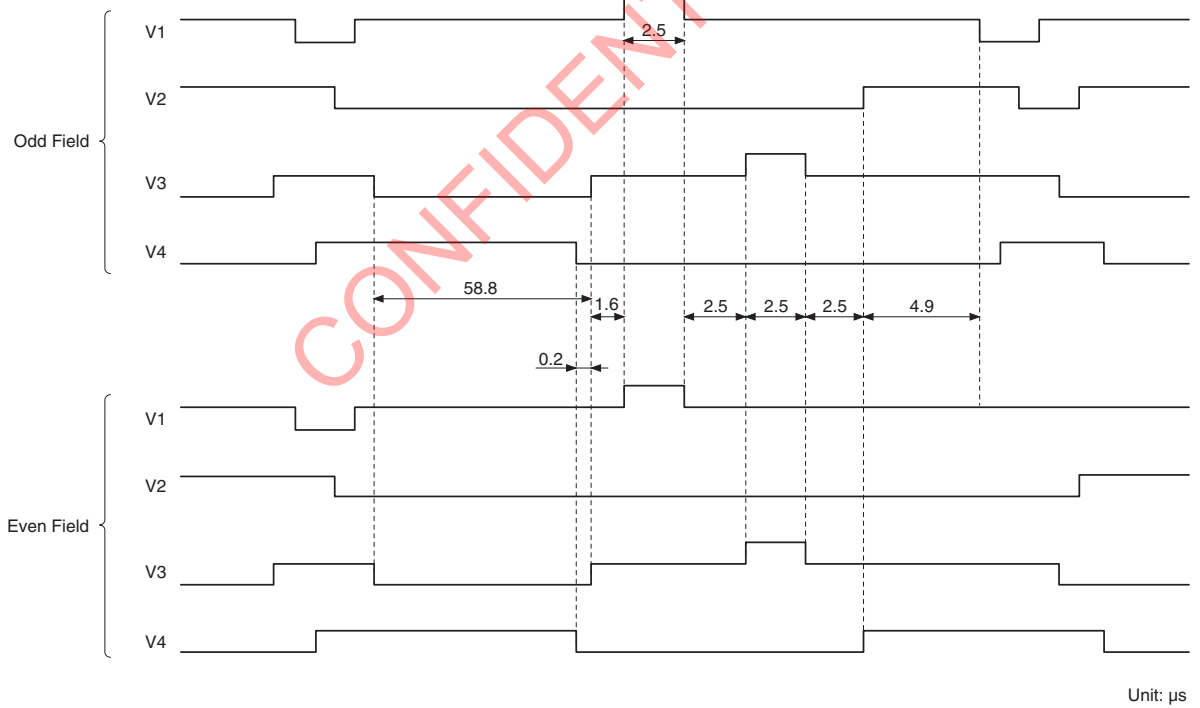 V1
2.5
V2
Odd Field
V3
V4
58.8
1.6
2.5
2.5
2.5
4.9
0.2
V1
V2
Even Field
V3
V4
Unit: µs
CONFIDENT